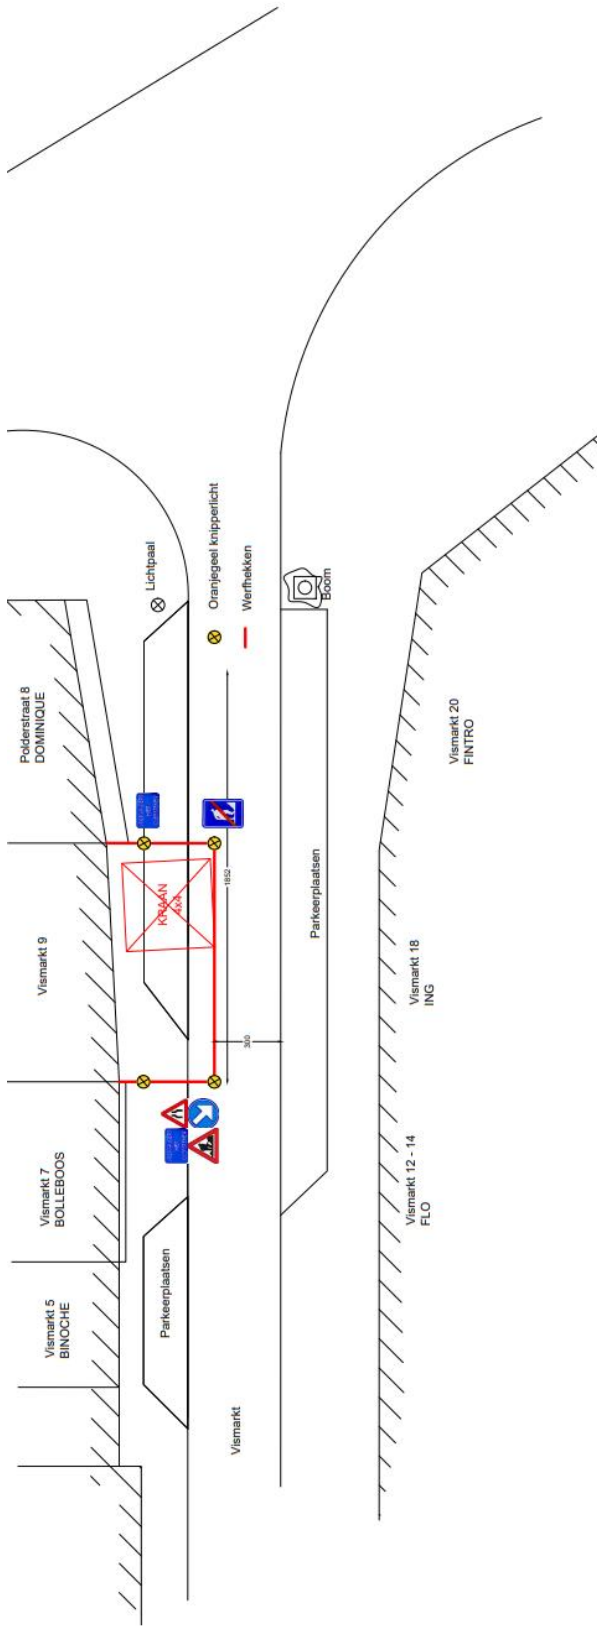 Polderstraat 8
DOMINIQUE
Lichtpaal
Oranjegeel knipperlicht
Werfhekken
Boom
Vismarkt 20
FINTRO
Vismarkt 9
KRAAN
4x4
1852
Parkeerplaatsen
Vismarkt 18
ING
300
Vismarkt 7
BOLLEBOOS
Vismarkt 12 - 14
FLO
Vismarkt 5
BINOCHE
Parkeerplaatsen
Vismarkt